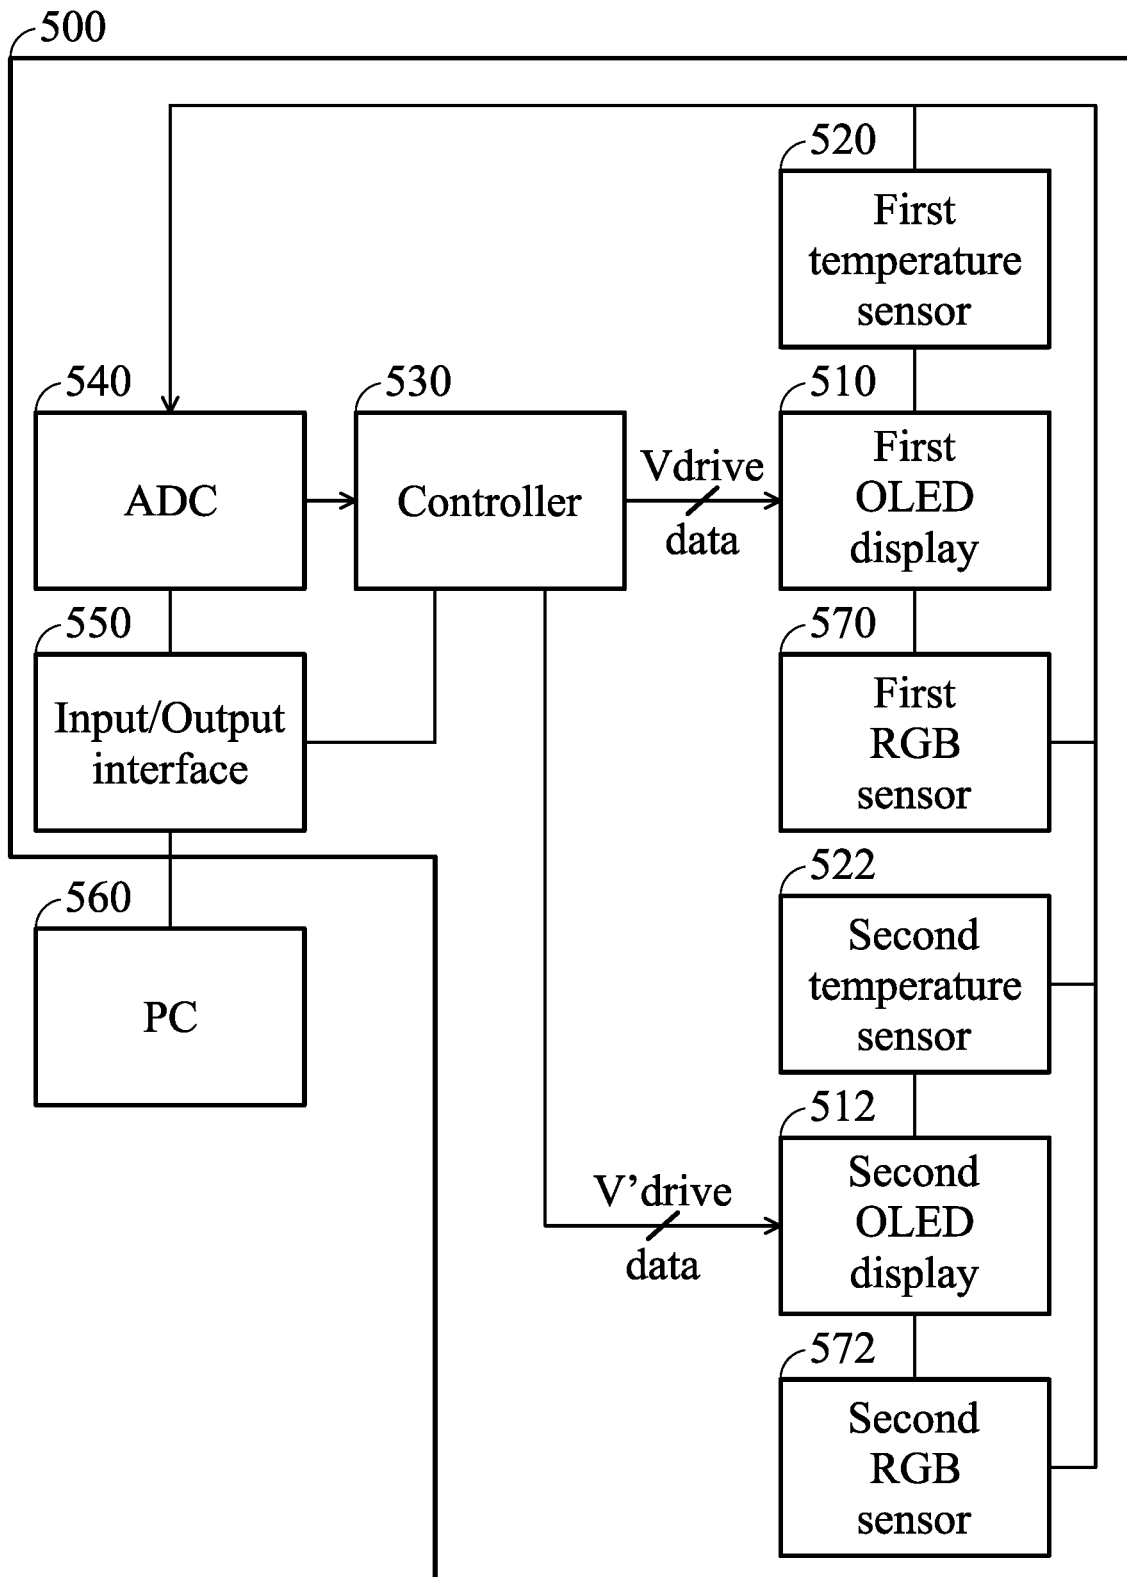 500
520
First
temperature
sensor
540
ADC
530
Controller
Vdrive
data
510
First
OLED
display
550
Input/Output
interface
570
First
RGB
sensor
560
PC
522
Second
temperature
sensor
V’drive
data
512
Second
OLED
display
572
Second
RGB
sensor